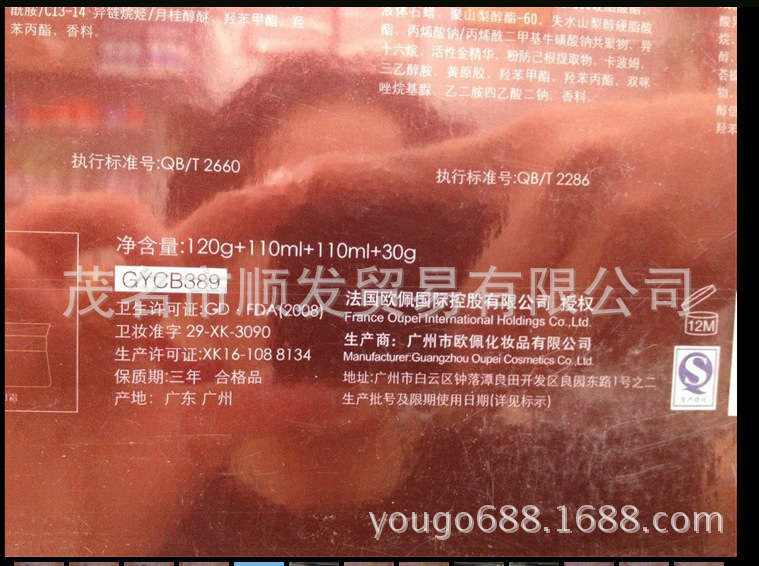 酰胺/C13-14 异链烷烃/月桂醇醚、羟苯甲酯、羟
苯丙酯、香料。
液体石蜡、聚山梨醇酯-60、失水山梨醇硬脂酸
酯、丙烯酸钠/丙烯酰二甲基牛磺酸钠共聚物、异
十六烷、活性金精华、粉防己根提取物、卡波姆、
三乙醇胺、黄原胶、羟苯甲酯、羟苯丙酯、双咪
唑烷基脲、乙二胺四乙酸二钠、香料。
执行标准号:QB/T 2660
执行标准号:QB/T 2286
净含量:120g+110ml+110ml+30g
GYCB389
卫生许可证:GD·FDA(2008)
卫妆准字 29-XK-3090
生产许可证:XK16-108 8134
保质期:三年 合格品
产地: 广东 广州
法国欧佩国际控股有限公司 授权
France Oupei International Holdings Co.,Ltd.
生产商: 广州市欧佩化妆品有限公司
Manufacturer:Guangzhou Oupei Cosmetics Co.,Ltd.
地址:广州市白云区钟落潭良田开发区良园东路1号之二
生产批号及限期使用日期(详见标示)
12M
生产许可
茂名市顺发贸易有限公司
yougo688.1688.com